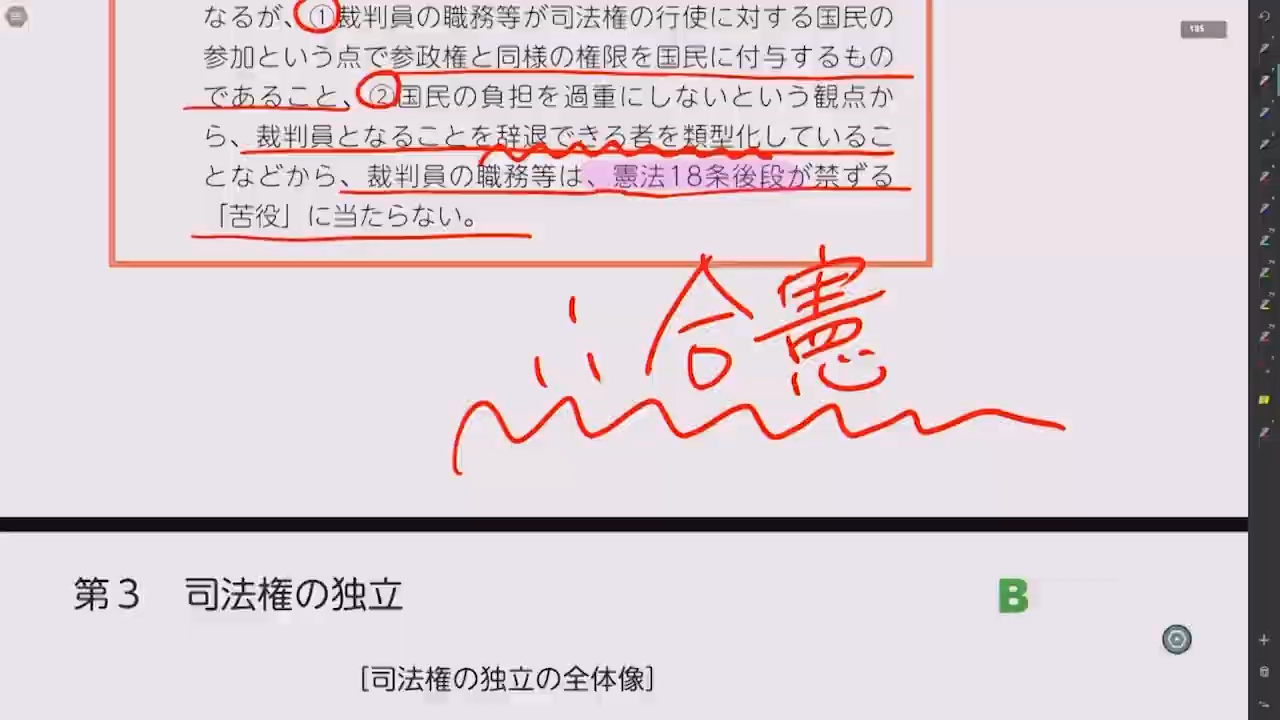 なるが、①裁判員の職務等が司法権の行使に対する国民の
参加という点で参政権と同様の権限を国民に付与するもの
であること、②国民の負担を過重にしないという観点か
ら、裁判員となることを辞退できる者を類型化しているこ
となどから、裁判員の職務等は、憲法18条後段が禁ずる
「苦役」に当たらない。
∴合憲
第3 司法権の独立
B
[司法権の独立の全体像]